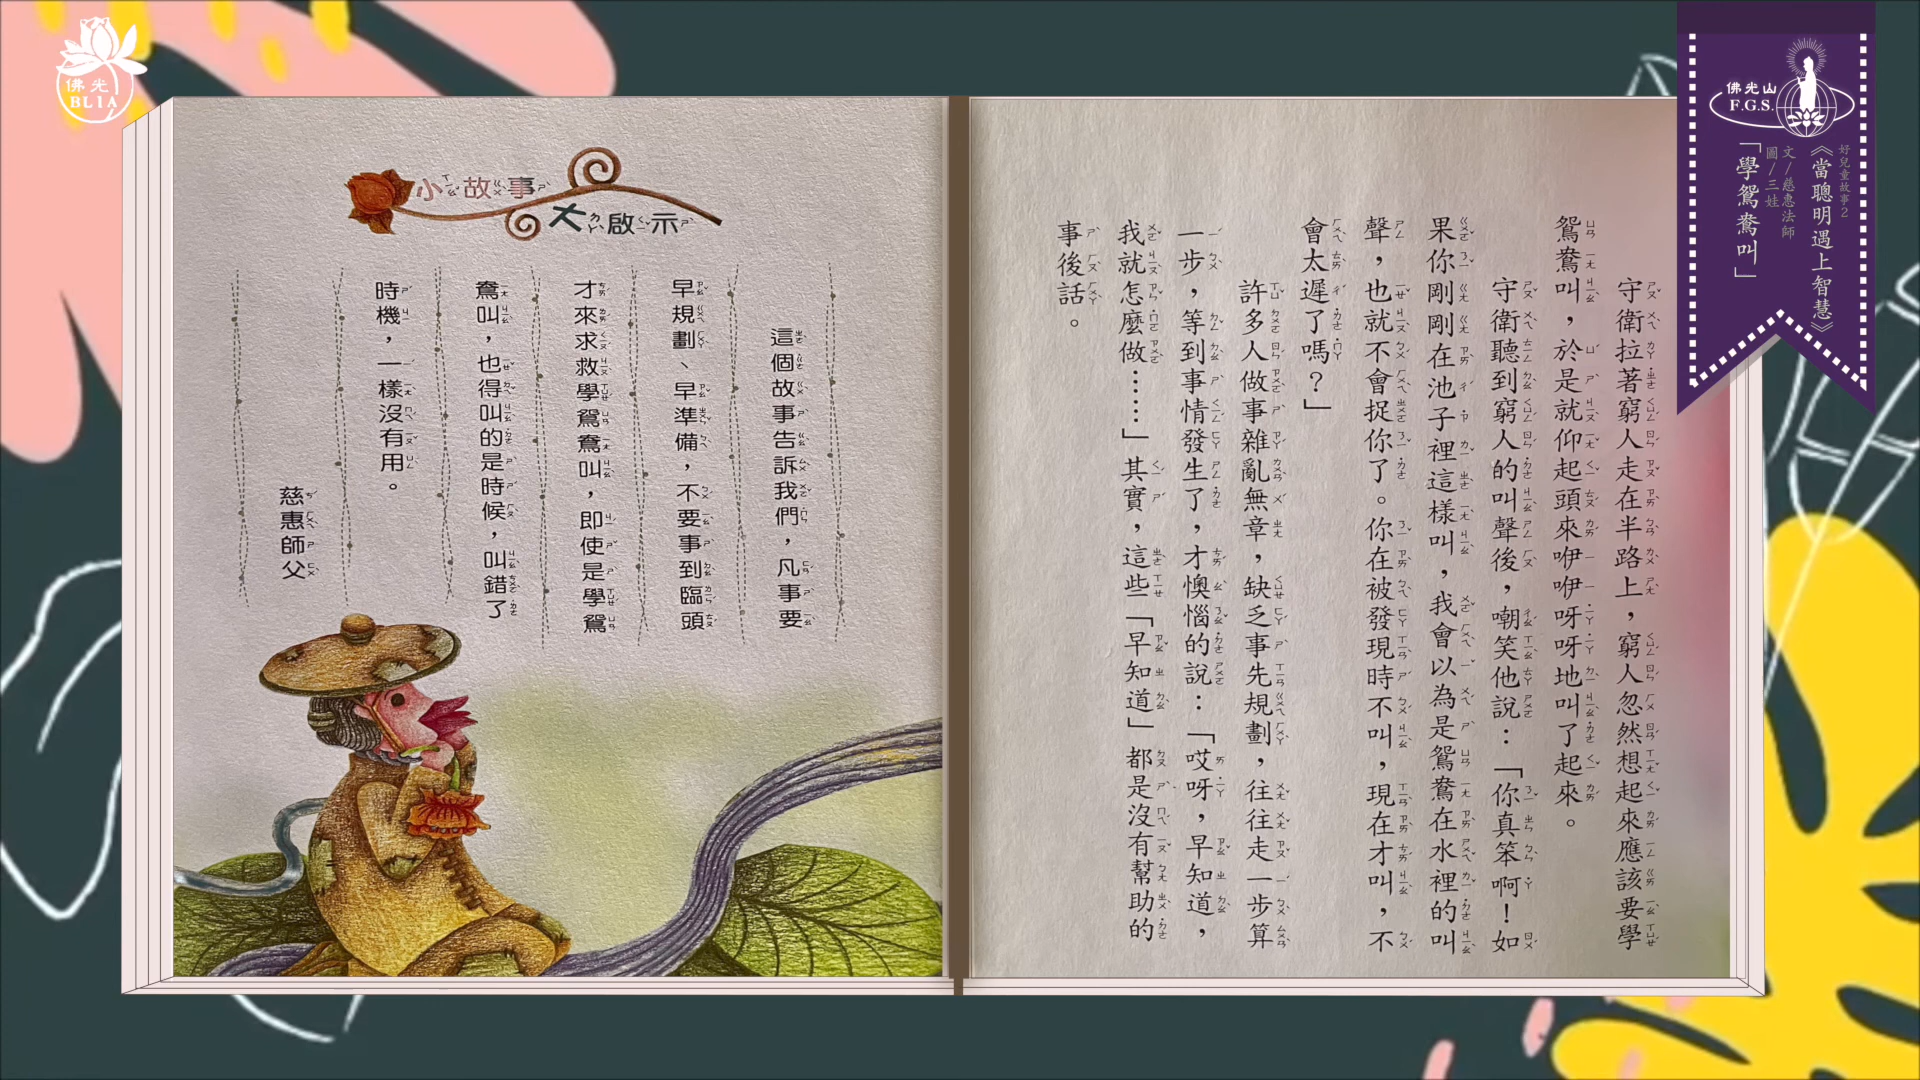 佛光
BLIA
佛光山
F.G.S.
好兒童故事2
《當聰明遇上智慧》
文/慈惠法師
圖/三娃
「學鴛鴦叫」
守衛拉著窮人走在半路上，窮人忽然想起來應該要學
鴛鴦叫，於是就仰起頭來咿咿呀呀地叫了起來。
守衛聽到窮人的叫聲後，嘲笑他說：「你真笨啊！如
果你剛剛在池子裡這樣叫，我會以為是鴛鴦在水裡的叫
聲，也就不會捉你了。你在被發現時不叫，現在才叫，不
會太遲了嗎？」
許多人做事雜亂無章，缺乏事先規劃，往往走一步算
一步，等到事情發生了，才懊惱的說：「哎呀，早知道，
我就怎麼做……」其實，這些「早知道」都是沒有幫助的
事後話。
小故事
大啟示
這個故事告訴我們，凡事要
早規劃、早準備，不要事到臨頭
才來求救學鴛鴦叫，即使是學鴛
鴦叫，也得叫的是時候，叫錯了
時機，一樣沒有用。
慈惠師父